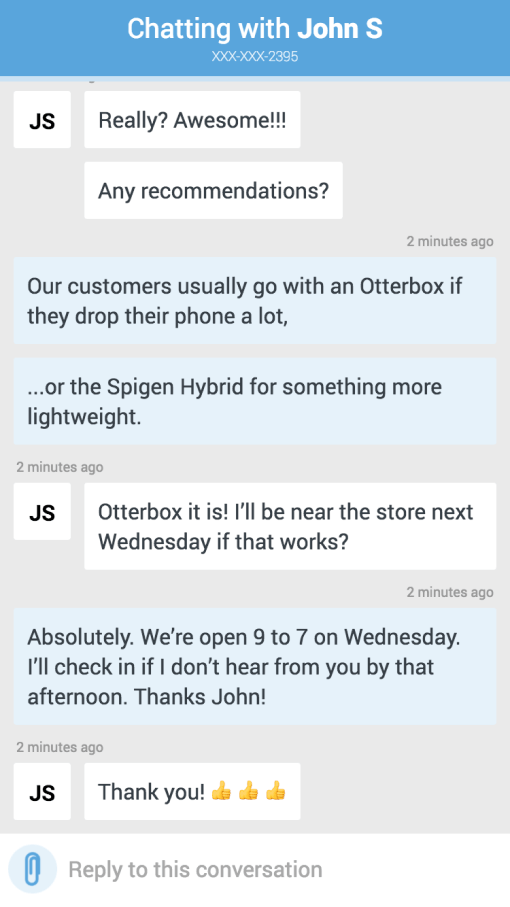 Chatting with John S
XXX-XXX-2395
JS
Really? Awesome!!!
Any recommendations?
2 minutes ago
Our customers usually go with an Otterbox if
they drop their phone a lot,
...or the Spigen Hybrid for something more
lightweight.
2 minutes ago
JS
Otterbox it is! I’ll be near the store next
Wednesday if that works?
2 minutes ago
Absolutely. We’re open 9 to 7 on Wednesday.
I’ll check in if I don’t hear from you by that
afternoon. Thanks John!
2 minutes ago
JS
Thank you! 👍 👍 👍
Reply to this conversation